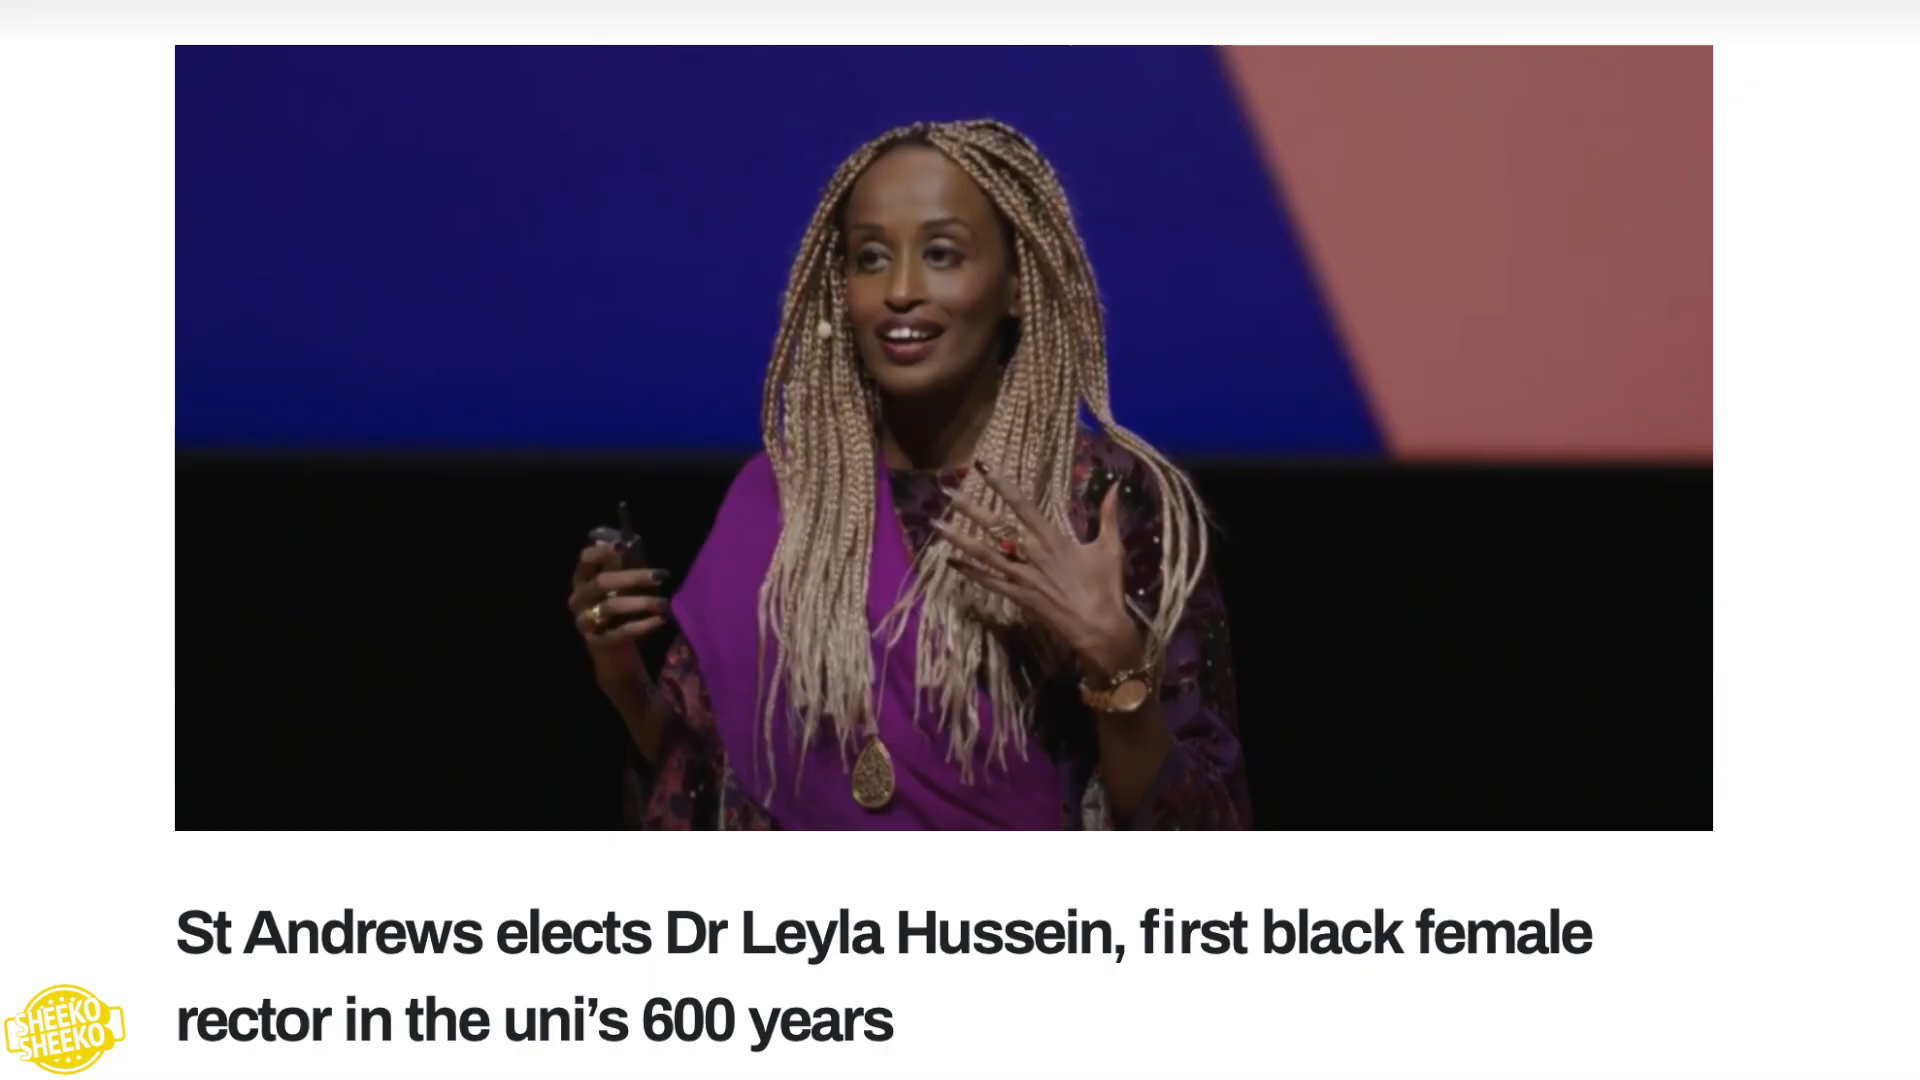 St Andrews elects Dr Leyla Hussein, first black female
rector in the uni’s 600 years
SHEEKO
SHEEKO